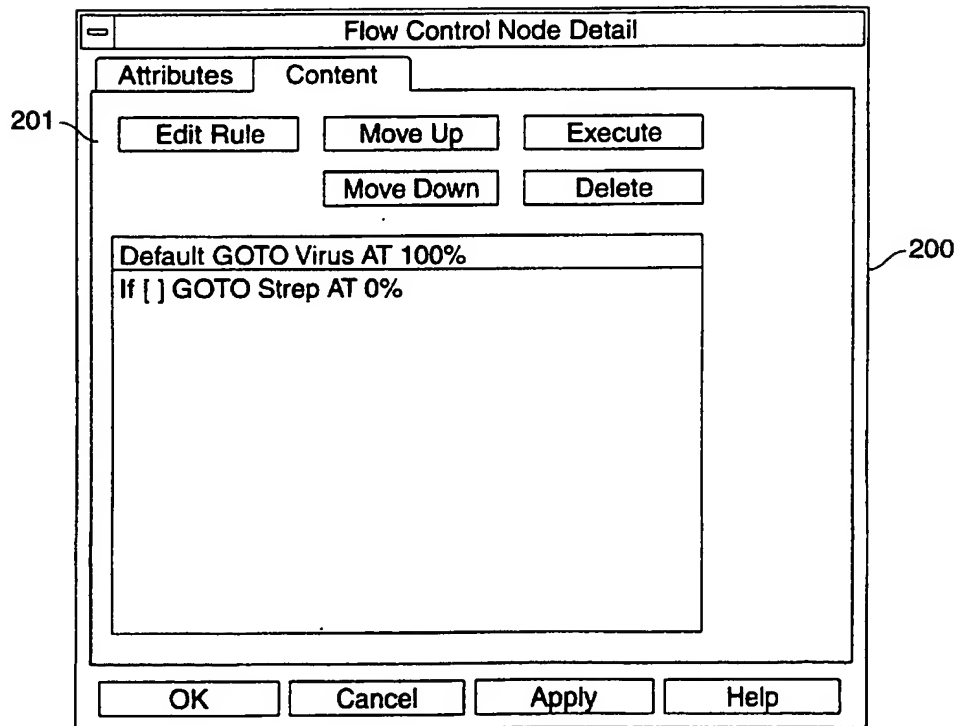 Flow Control Node Detail
Attributes Content
201
Edit Rule Move Up Execute
Move Down Delete
Default GOTO Virus AT 100%
200
If [ ] GOTO Strep AT 0%
OK Cancel Apply Help